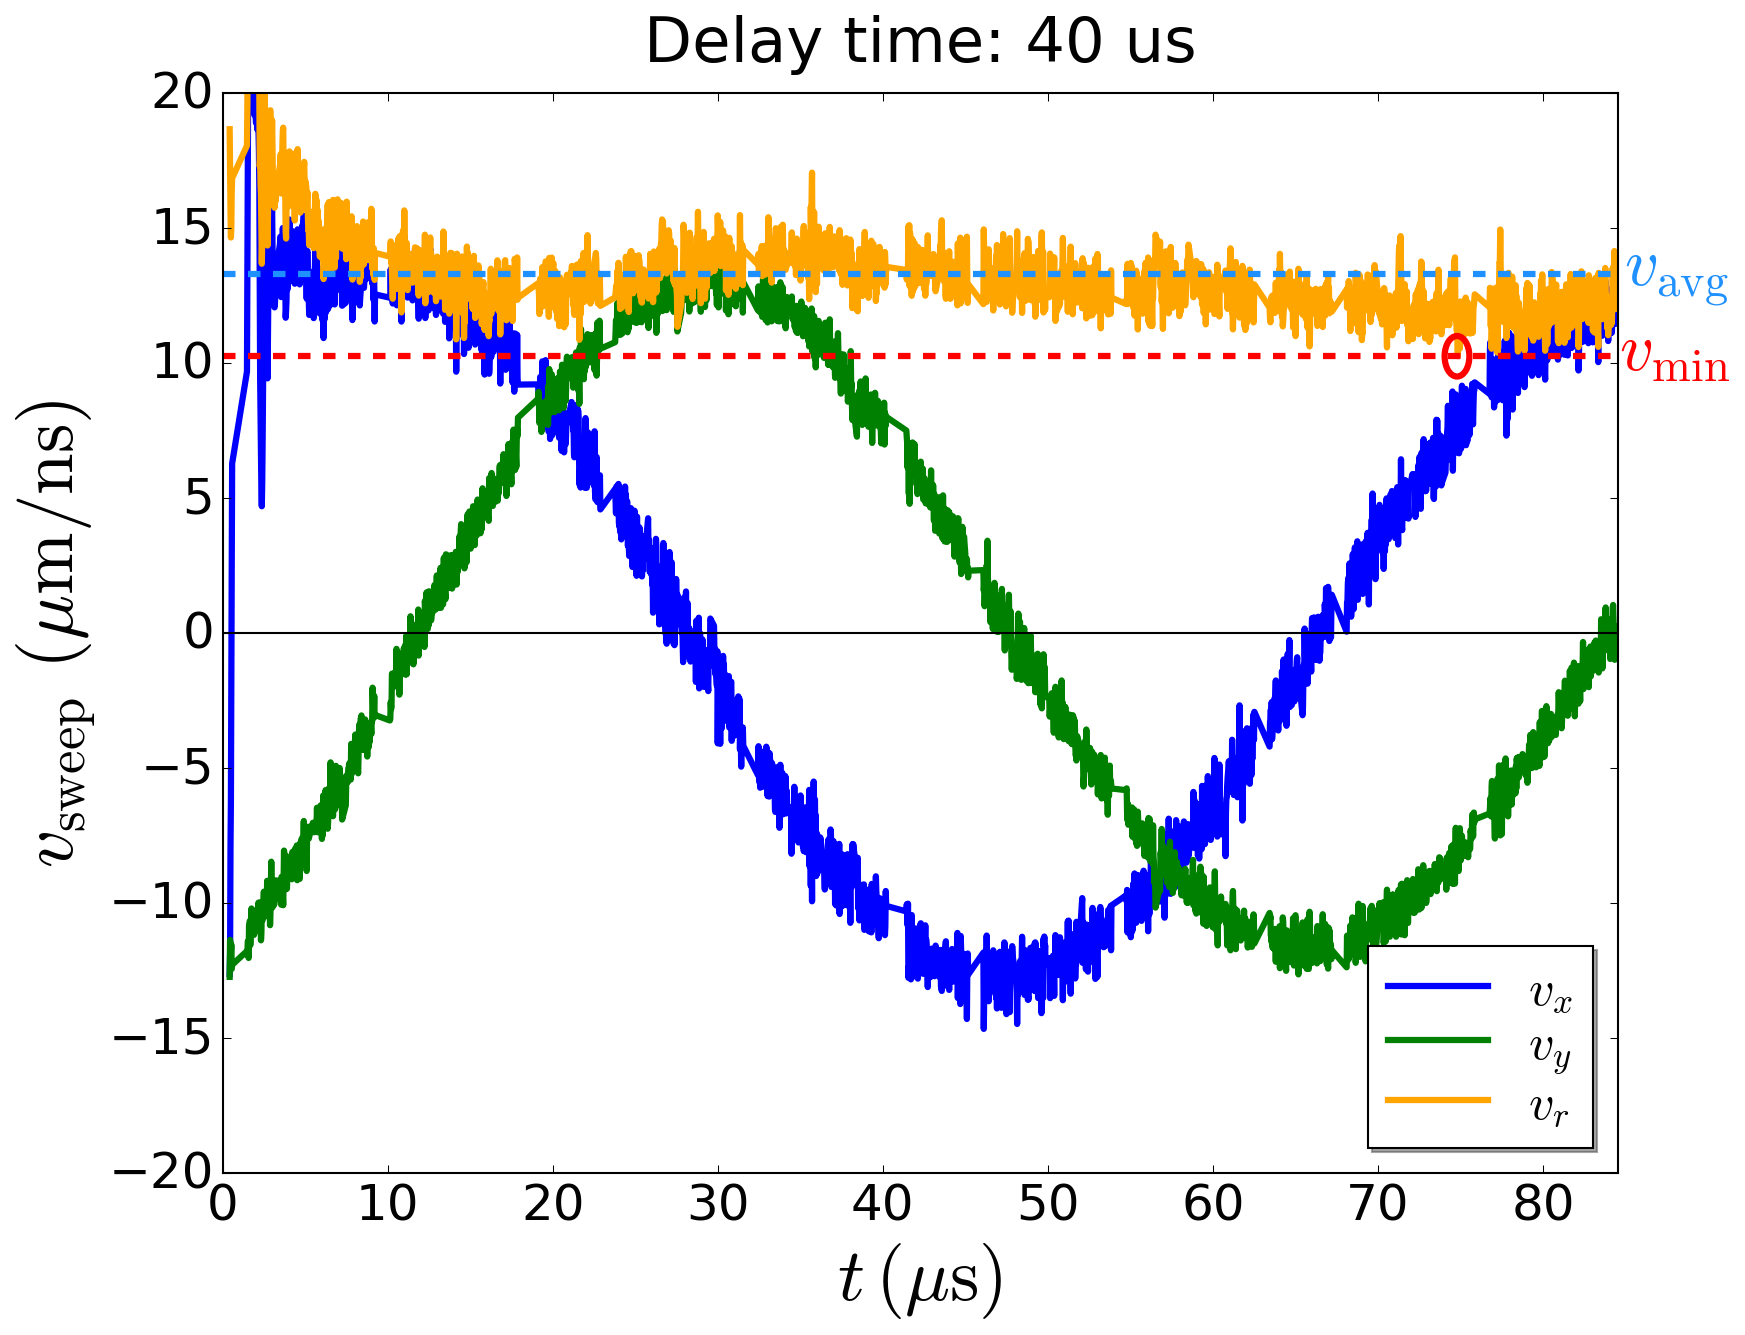 Delay time: 40 us
v_sweep (μm/ns)
20
15
10
5
0
−5
−10
−15
−20
v_avg
v_min
v_x
v_y
v_r
0 10 20 30 40 50 60 70 80
t (μs)